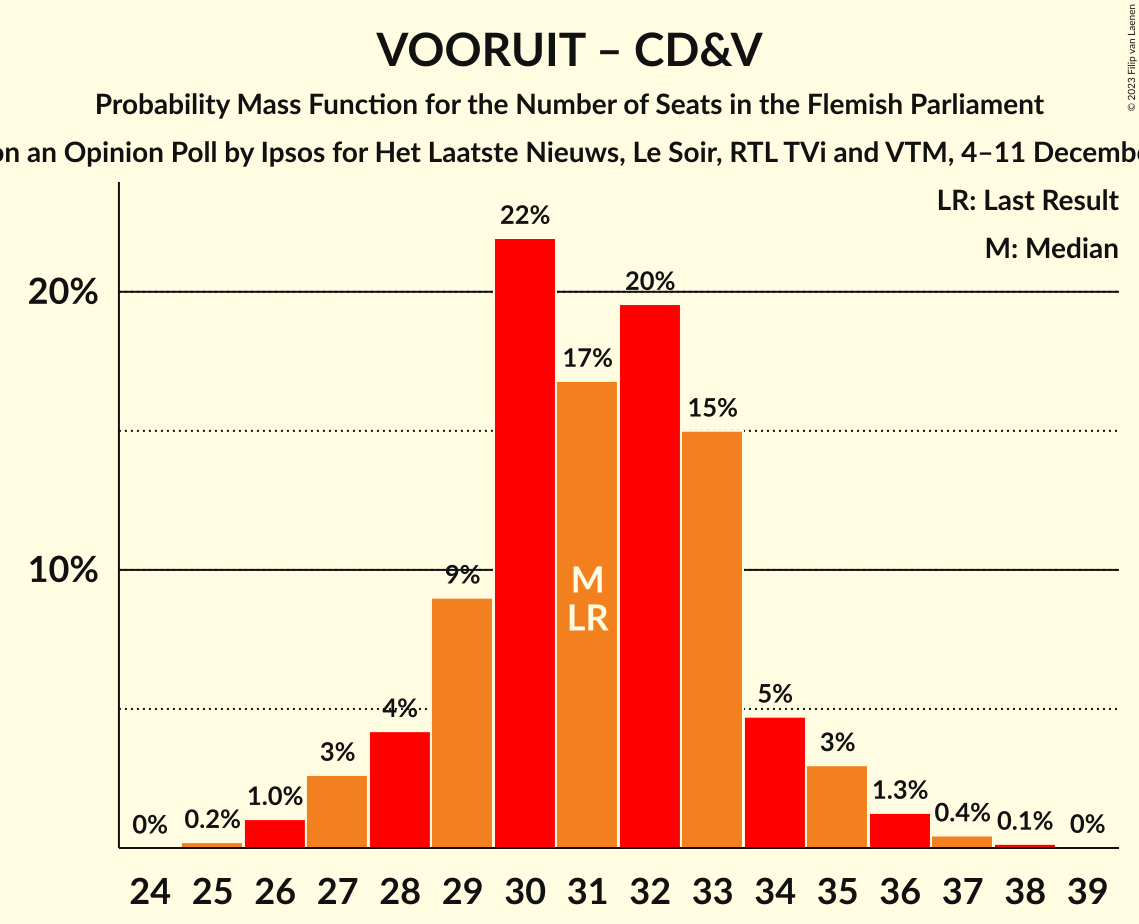 VOORUIT – CD&V
Probability Mass Function for the Number of Seats in the Flemish Parliament
on an Opinion Poll by Ipsos for Het Laatste Nieuws, Le Soir, RTL TVi and VTM, 4–11 Decembe
© 2023 Filip van Laenen
LR: Last Result
M: Median
22%
20%
20%
17%
15%
10%
9%
M
LR
5%
4%
3%
3%
1.0%
1.3%
0%
0.2%
0.4%
0.1%
0%
24 25 26 27 28 29 30 31 32 33 34 35 36 37 38 39